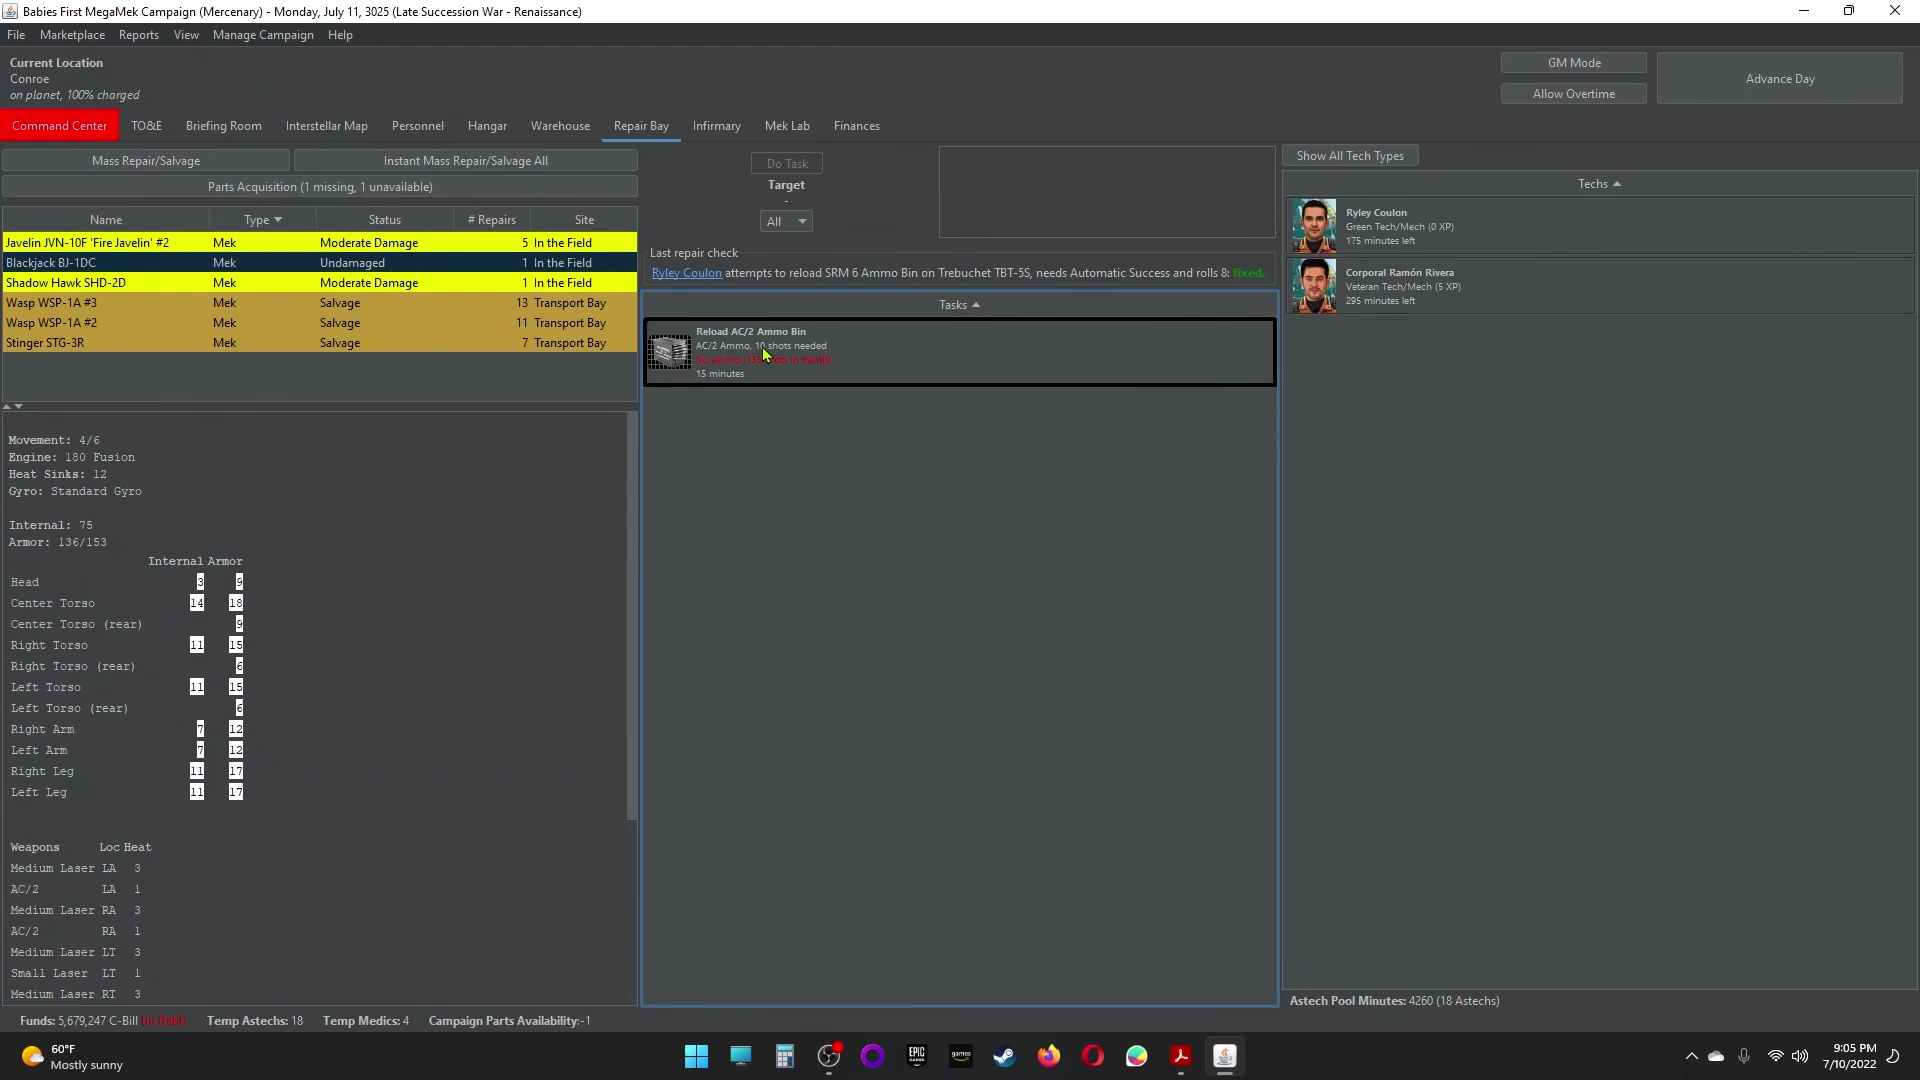 Babies First MegaMek Campaign (Mercenary) - Monday, July 11, 3025 (Late Succession War - Renaissance)
File Marketplace Reports View Manage Campaign Help
Current Location
Conroe
on planet, 100% charged
GM Mode
Allow Overtime
Advance Day
Command Center TO&E Briefing Room Interstellar Map Personnel Hangar Warehouse Repair Bay Infirmary Mek Lab Finances
Mass Repair/Salvage Instant Mass Repair/Salvage All
Parts Acquisition (1 missing, 1 unavailable)
Name Type Status # Repairs Site
Javelin JVN-10F 'Fire Javelin' #2 Mek Moderate Damage 5 In the Field
Blackjack BJ-1DC Mek Undamaged 1 In the Field
Shadow Hawk SHD-2D Mek Moderate Damage 1 In the Field
Wasp WSP-1A #3 Mek Salvage 13 Transport Bay
Wasp WSP-1A #2 Mek Salvage 11 Transport Bay
Stinger STG-3R Mek Salvage 7 Transport Bay
Movement: 4/6
Engine: 180 Fusion
Heat Sinks: 12
Gyro: Standard Gyro
Internal: 75
Armor: 136/153
Internal Armor
Head 3 9
Center Torso 14 18
Center Torso (rear) 9
Right Torso 11 15
Right Torso (rear) 6
Left Torso 11 15
Left Torso (rear) 6
Right Arm 7 12
Left Arm 7 12
Right Leg 11 17
Left Leg 11 17
Weapons Loc Heat
Medium Laser LA 3
AC/2 LA 1
Medium Laser RA 3
AC/2 RA 1
Medium Laser LT 3
Small Laser LT 1
Medium Laser RT 3
Do Task
Target
-
All
Last repair check
Ryley Coulon attempts to reload SRM 6 Ammo Bin on Trebuchet TBT-5S, needs Automatic Success and rolls 8: fixed.
Tasks
Reload AC/2 Ammo Bin
AC/2 Ammo, 10 shots needed
No ammo (135 shots in transit)
15 minutes
Show All Tech Types
Techs
Ryley Coulon
Green Tech/Mech (0 XP)
175 minutes left
Corporal Ramón Rivera
Veteran Tech/Mech (5 XP)
295 minutes left
Astech Pool Minutes: 4260 (18 Astechs)
Funds: 5,679,247 C-Bill (in Debt) Temp Astechs: 18 Temp Medics: 4 Campaign Parts Availability:-1
60°F
Mostly sunny
EPIC GAMES
games
9:05 PM
7/10/2022